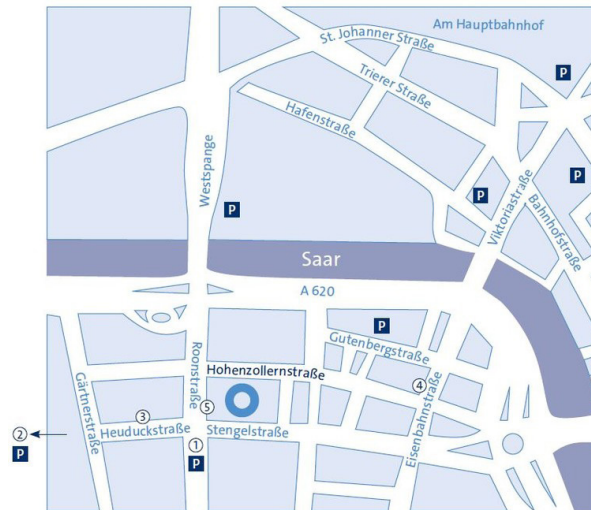 Am Hauptbahnhof
St. Johanner Straße
Trierer Straße
P
Hafenstraße
Westspange
P
P
P
Viktoriastraße
Bahnhofstraße
Saar
A 620
P
Gutenbergstraße
Roonstraße
Hohenzollernstraße
Gärtnerstraße
Eisenbahnstraße
4
5
3
Heuduckstraße
Stengelstraße
2
1
P
P